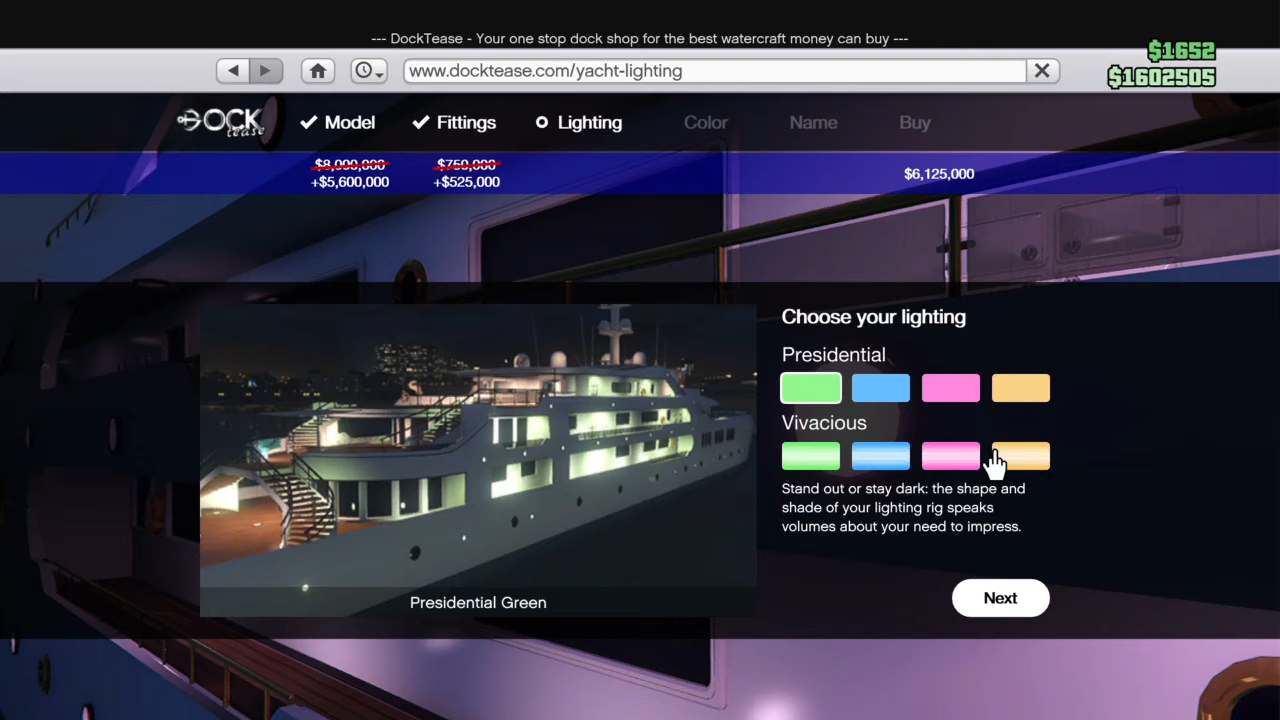 --- DockTease - Your one stop dock shop for the best watercraft money can buy ---
$1652
www.docktease.com/yacht-lighting
$1602505
DOCK
tease
Model
Fittings
Lighting
Color
Name
Buy
$8,000,000
$750,000
+$5,600,000
+$525,000
$6,125,000
Choose your lighting
Presidential
Vivacious
Stand out or stay dark: the shape and
shade of your lighting rig speaks
volumes about your need to impress.
Presidential Green
Next